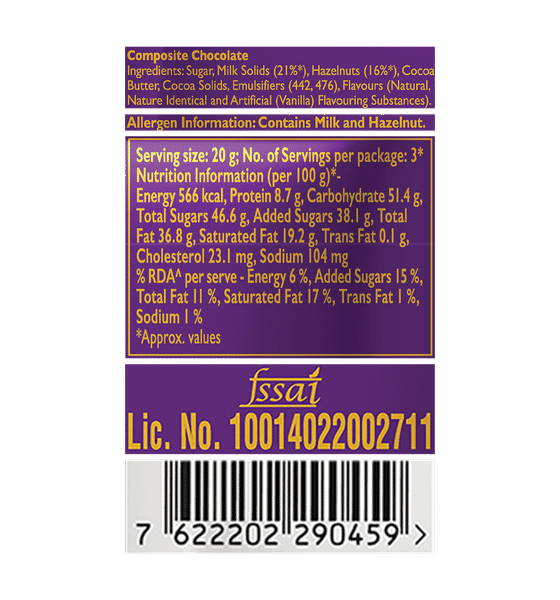 Composite Chocolate
Ingredients: Sugar, Milk Solids (21%*), Hazelnuts (16%*), Cocoa
Butter, Cocoa Solids, Emulsifiers (442, 476), Flavours (Natural,
Nature Identical and Artificial (Vanilla) Flavouring Substances).
Allergen Information: Contains Milk and Hazelnut.
Serving size: 20 g; No. of Servings per package: 3*
Nutrition Information (per 100 g)*-
Energy 566 kcal, Protein 8.7 g, Carbohydrate 51.4 g,
Total Sugars 46.6 g, Added Sugars 38.1 g, Total
Fat 36.8 g, Saturated Fat 19.2 g, Trans Fat 0.1 g,
Cholesterol 23.1 mg, Sodium 104 mg
% RDA^ per serve - Energy 6 %, Added Sugars 15 %,
Total Fat 11 %, Saturated Fat 17 %, Trans Fat 1 %,
Sodium 1 %
*Approx. values
fssai
Lic. No. 10014022002711
7 622202 290459 >